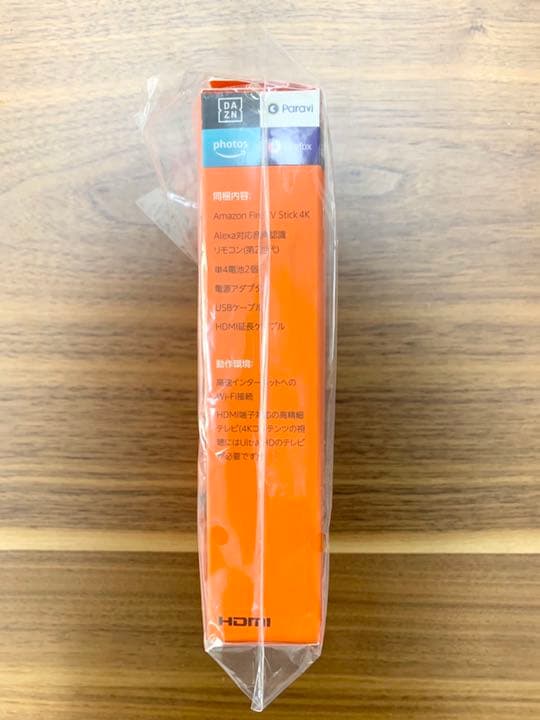 DA
ZN
Paravi
photos
同梱内容:
Amazon Fire TV Stick 4K
Alexa対応音声認識
リモコン(第2世代)
単4電池2個
電源アダプタ
USBケーブル
HDMI延長ケーブル
動作環境:
高速インターネットへの
Wi-Fi接続
HDMI端子対応の高精細
テレビ(4Kコンテンツの視
聴にはUltra HDのテレビ
が必要です)
HDMI